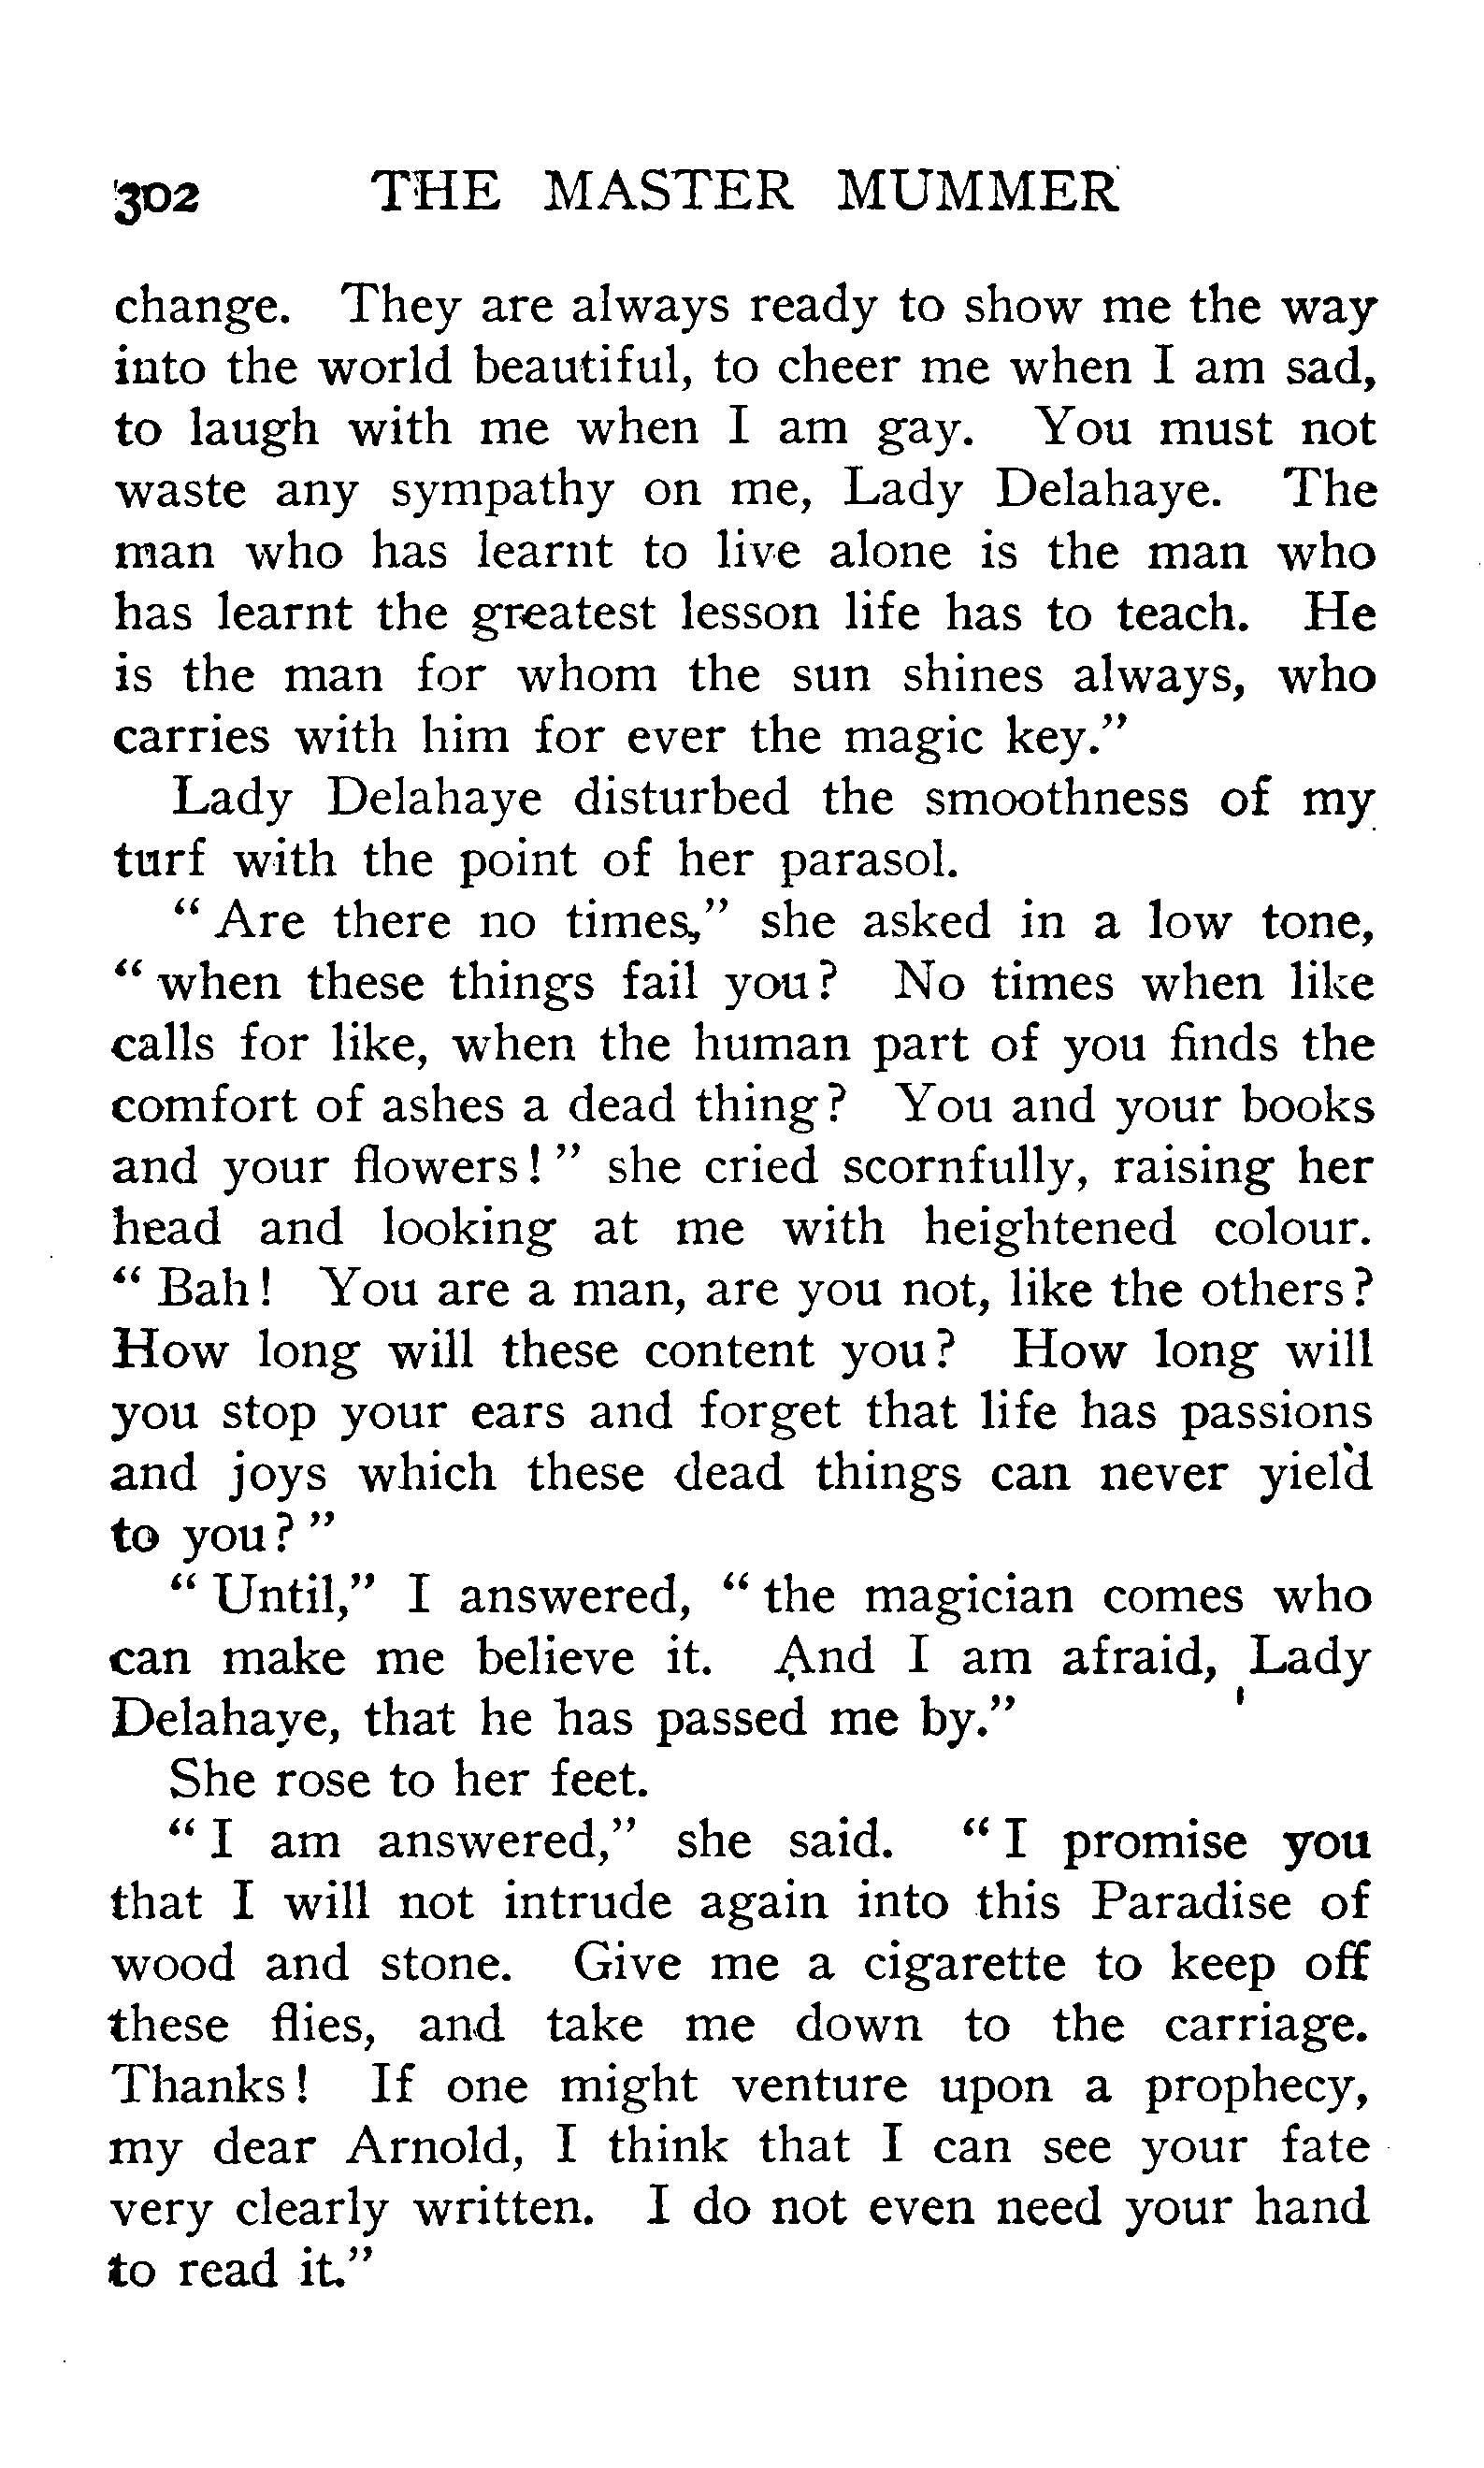 302 THE MASTER MUMMER
change. They are always ready to show me the way
into the world beautiful, to cheer me when I am sad,
to laugh with me when I am gay. You must not
waste any sympathy on me, Lady Delahaye. The
man who has learnt to live alone is the man who
has learnt the greatest lesson life has to teach. He
is the man for whom the sun shines always, who
carries with him for ever the magic key."
Lady Delahaye disturbed the smoothness of my
turf with the point of her parasol.
"Are there no times," she asked in a low tone,
"when these things fail you? No times when like
calls for like, when the human part of you finds the
comfort of ashes a dead thing? You and your books
and your flowers!" she cried scornfully, raising her
head and looking at me with heightened colour.
"Bah! You are a man, are you not, like the others?
How long will these content you? How long will
you stop your ears and forget that life has passions
and joys which these dead things can never yield
to you?"
"Until," I answered, "the magician comes who
can make me believe it. And I am afraid, Lady
Delahaye, that he has passed me by."
She rose to her feet.
"I am answered," she said. "I promise you
that I will not intrude again into this Paradise of
wood and stone. Give me a cigarette to keep off
these flies, and take me down to the carriage.
Thanks! If one might venture upon a prophecy,
my dear Arnold, I think that I can see your fate
very clearly written. I do not even need your hand
to read it."